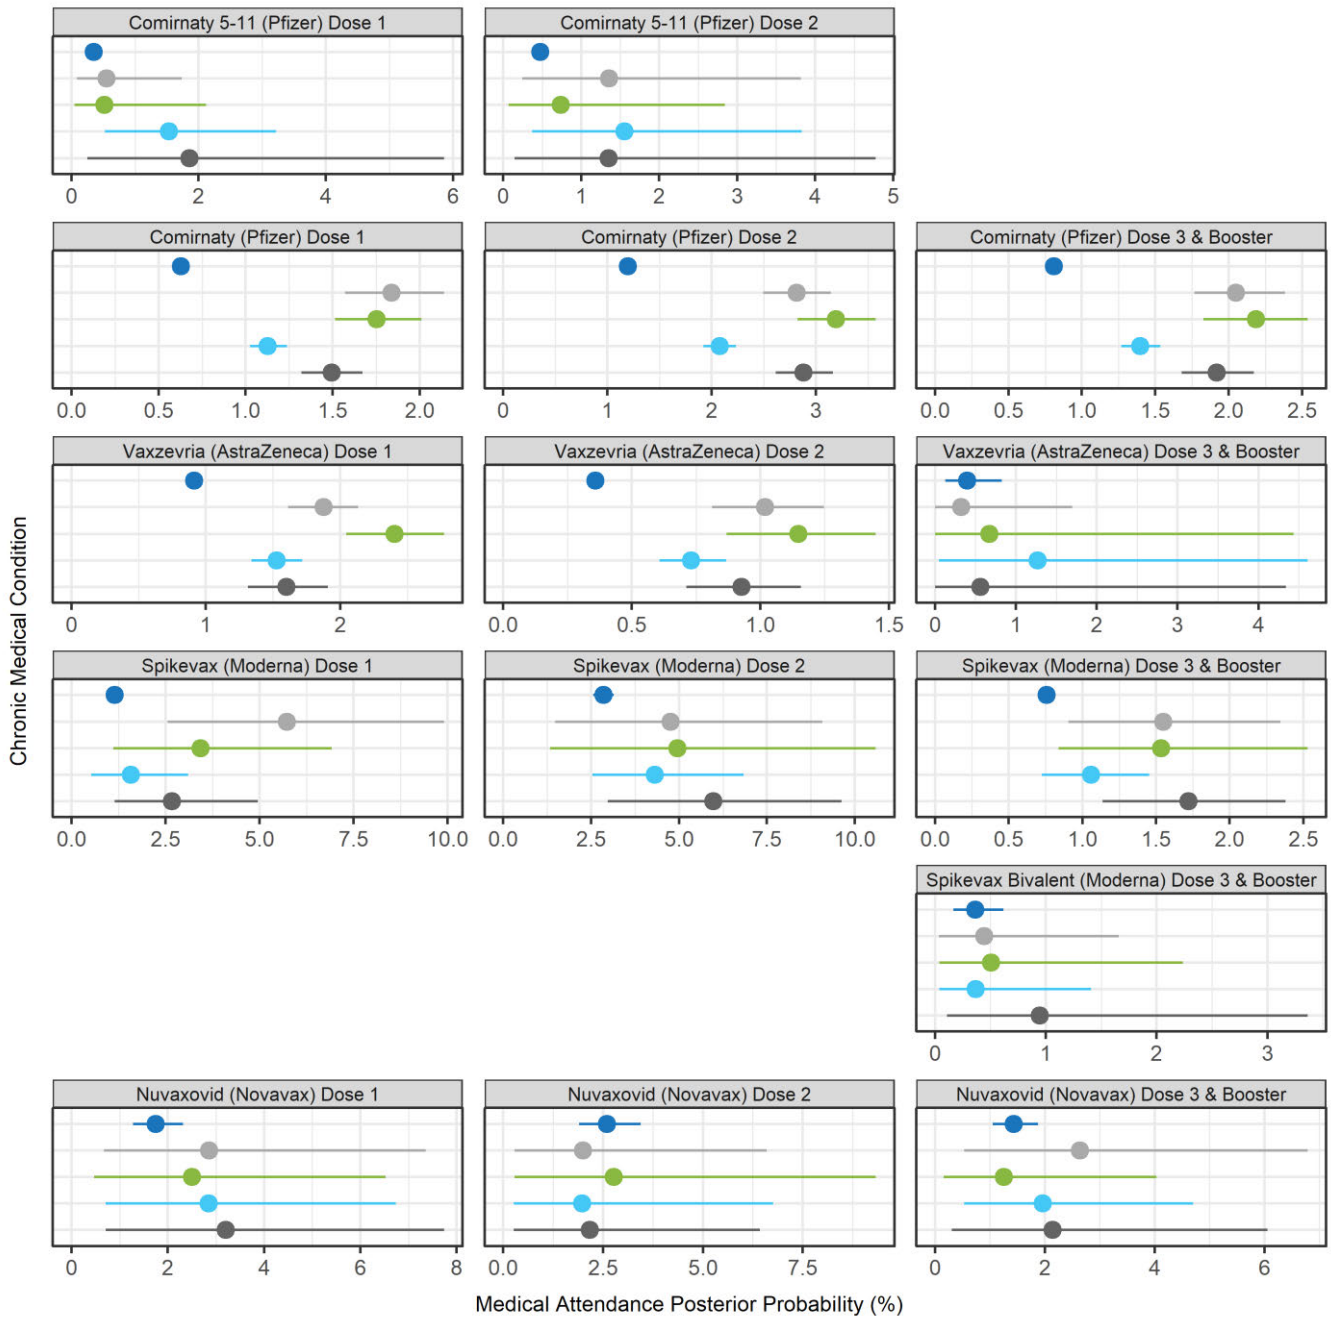 Comirnaty 5-11 (Pfizer) Dose 1
Comirnaty 5-11 (Pfizer) Dose 2
0 2 4 6
0 1 2 3 4 5
Comirnaty (Pfizer) Dose 1
Comirnaty (Pfizer) Dose 2
Comirnaty (Pfizer) Dose 3 & Booster
0.0 0.5 1.0 1.5 2.0
0 1 2 3
0.0 0.5 1.0 1.5 2.0 2.5
Vaxzevria (AstraZeneca) Dose 1
Vaxzevria (AstraZeneca) Dose 2
Vaxzevria (AstraZeneca) Dose 3 & Booster
0 1 2
0.0 0.5 1.0 1.5
0 1 2 3 4
Chronic Medical Condition
Spikevax (Moderna) Dose 1
Spikevax (Moderna) Dose 2
Spikevax (Moderna) Dose 3 & Booster
0.0 2.5 5.0 7.5 10.0
0.0 2.5 5.0 7.5 10.0
0.0 0.5 1.0 1.5 2.0 2.5
Spikevax Bivalent (Moderna) Dose 3 & Booster
0 1 2 3
Nuvaxovid (Novavax) Dose 1
Nuvaxovid (Novavax) Dose 2
Nuvaxovid (Novavax) Dose 3 & Booster
0 2 4 6 8
0.0 2.5 5.0 7.5
0 2 4 6
Medical Attendance Posterior Probability (%)